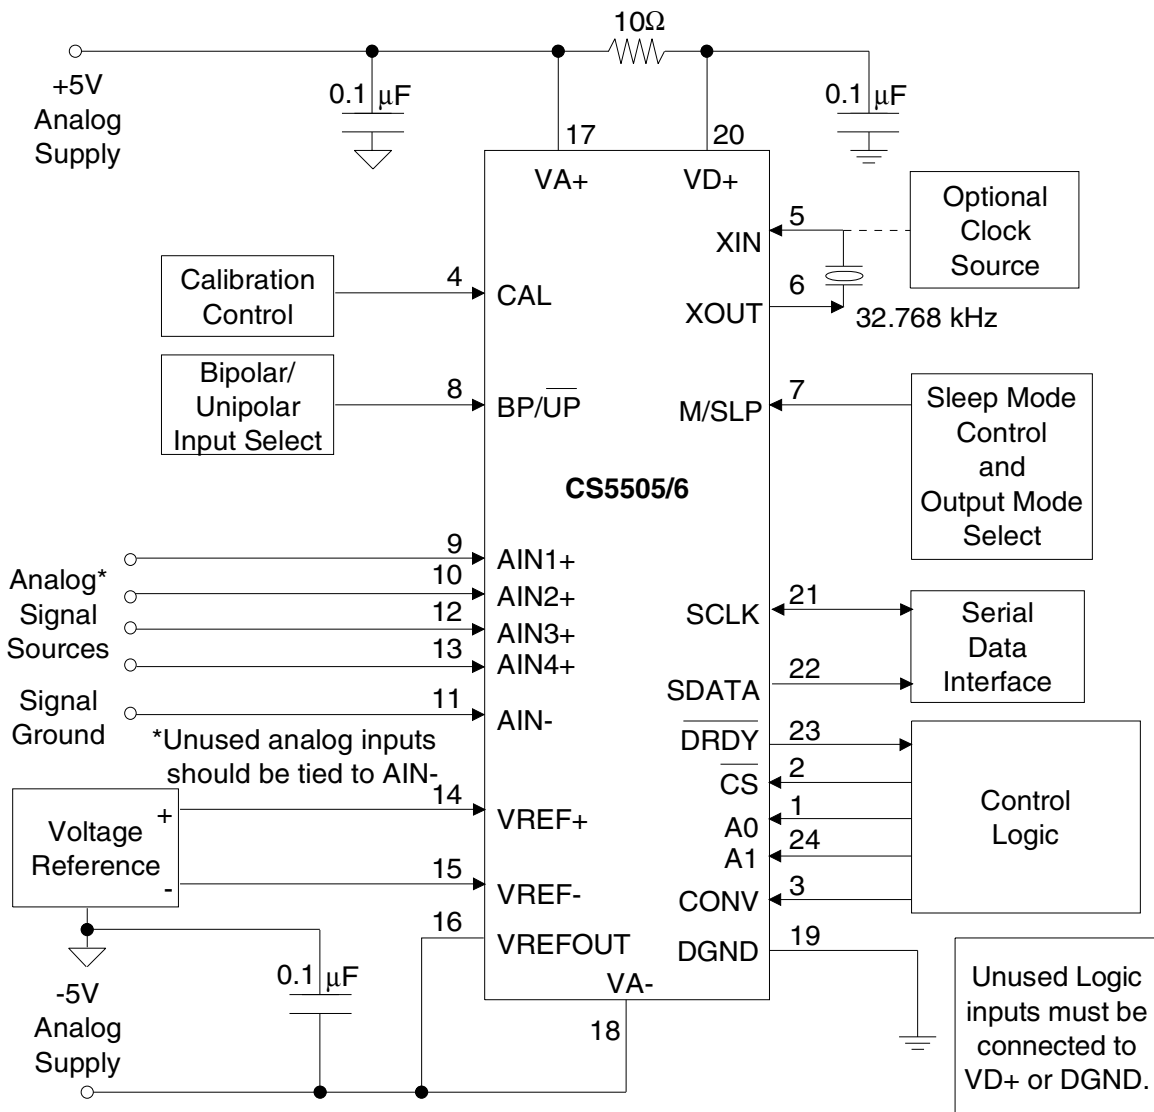 10Ω
+5V
Analog
Supply
0.1 μF
0.1 μF
17
20
VA+
VD+
5
XIN
Optional
Clock
Source
6
XOUT
32.768 kHz
Calibration
Control
4
CAL
Bipolar/
Unipolar
Input Select
8
BP/U̅P̅
7
M/SLP
Sleep Mode
Control
and
Output Mode
Select
CS5505/6
Analog*
Signal
Sources
9
AIN1+
10
AIN2+
12
AIN3+
13
AIN4+
Signal
Ground
11
AIN-
*Unused analog inputs
should be tied to AIN-
21
SCLK
22
SDATA
Serial
Data
Interface
23
D̅R̅D̅Y̅
2
C̅S̅
1
A0
24
A1
3
CONV
Control
Logic
19
DGND
Voltage
Reference
+
-
14
VREF+
15
VREF-
16
VREFOUT
VA-
18
0.1 μF
-5V
Analog
Supply
Unused Logic
inputs must be
connected to
VD+ or DGND.